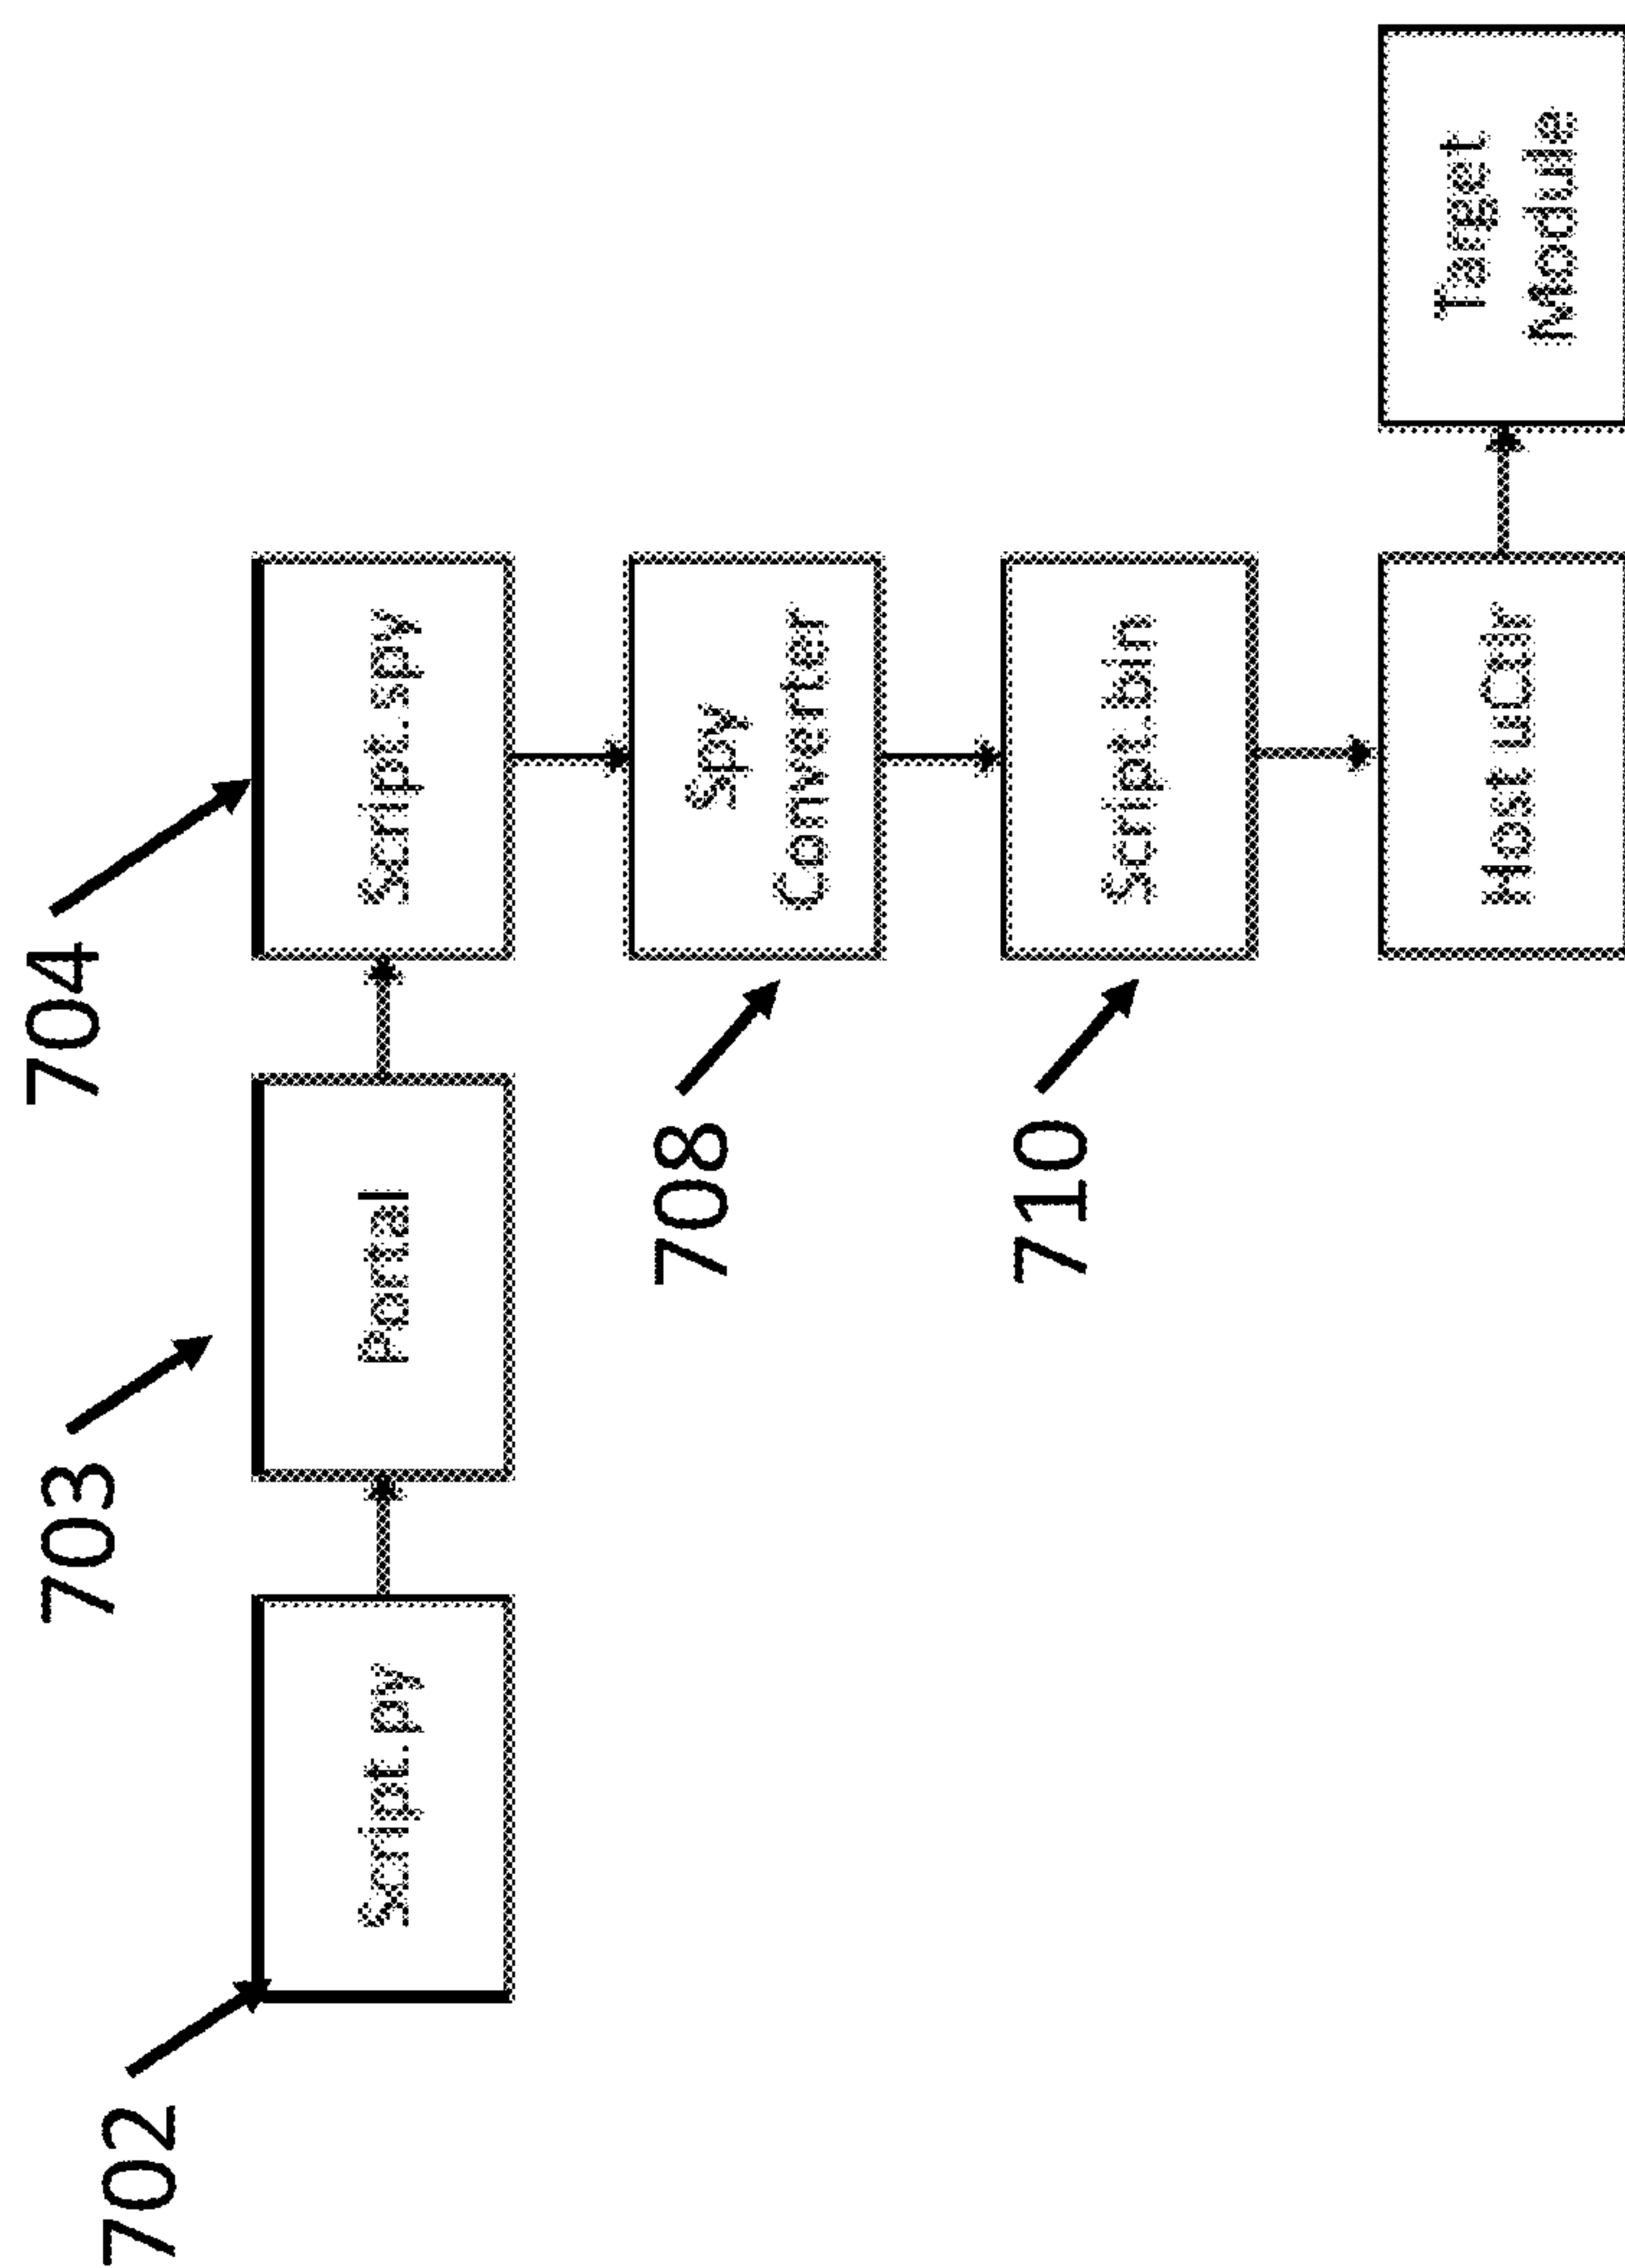 702
Script.py
703
Portal
704
Script.spy
708
Spy
Converter
710
Script.bin
Host uCtlr
Target
Module